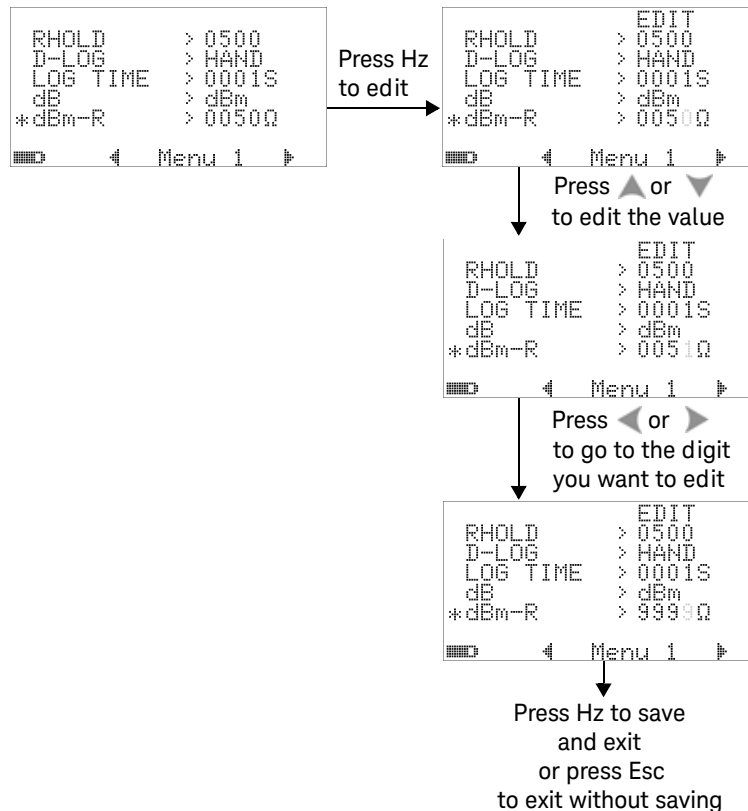 RHOLD > 0500
D-LOG > HAND
LOG TIME > 0001S
dB > dBm
*dBm-R > 0050Ω
Menu 1
Press Hz
to edit
EDIT
RHOLD > 0500
D-LOG > HAND
LOG TIME > 0001S
dB > dBm
*dBm-R > 0050Ω
Menu 1
Press or
to edit the value
EDIT
RHOLD > 0500
D-LOG > HAND
LOG TIME > 0001S
dB > dBm
*dBm-R > 0051Ω
Menu 1
Press or
to go to the digit
you want to edit
EDIT
RHOLD > 0500
D-LOG > HAND
LOG TIME > 0001S
dB > dBm
*dBm-R > 9999Ω
Menu 1
Press Hz to save
and exit
or press Esc
to exit without saving